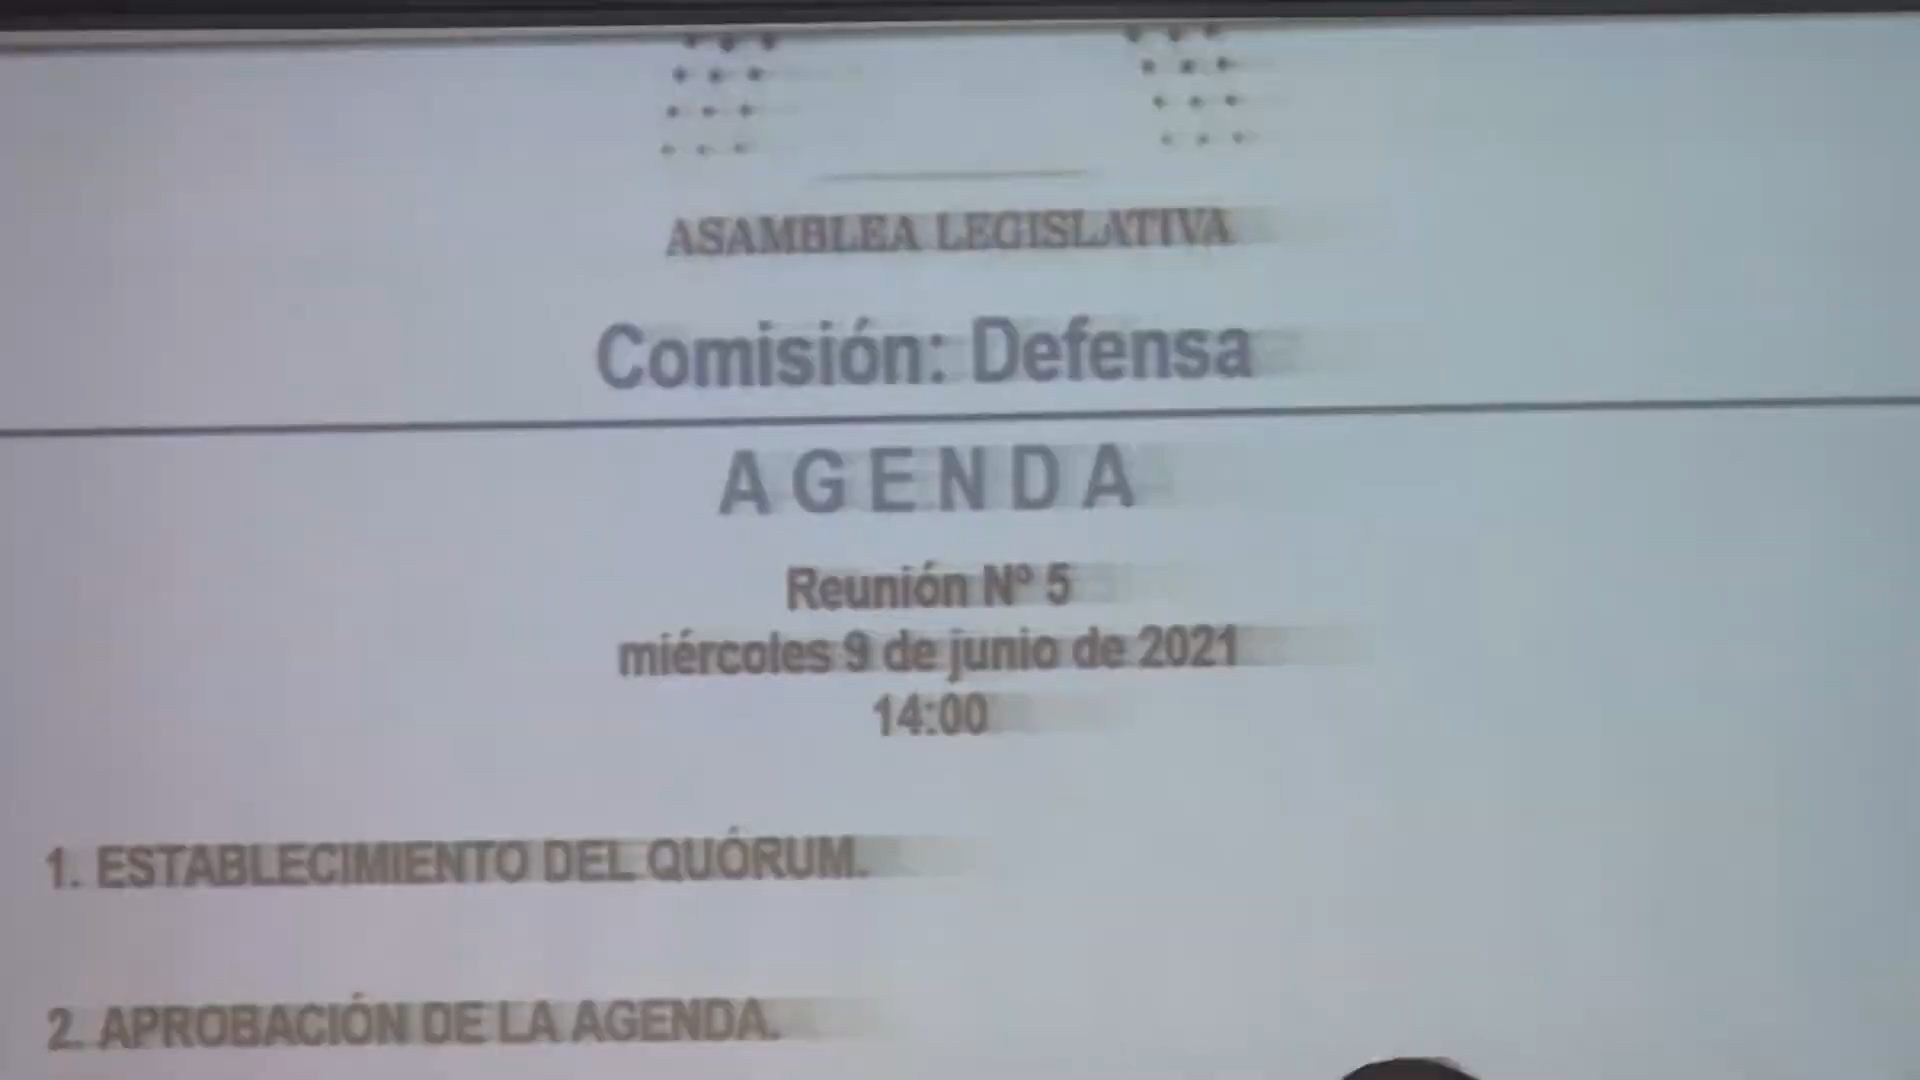 ASAMBLEA LEGISLATIVA
Comisión: Defensa
AGENDA
Reunión Nº 5
miércoles 9 de junio de 2021
14:00
1. ESTABLECIMIENTO DEL QUÓRUM.
2. APROBACIÓN DE LA AGENDA.